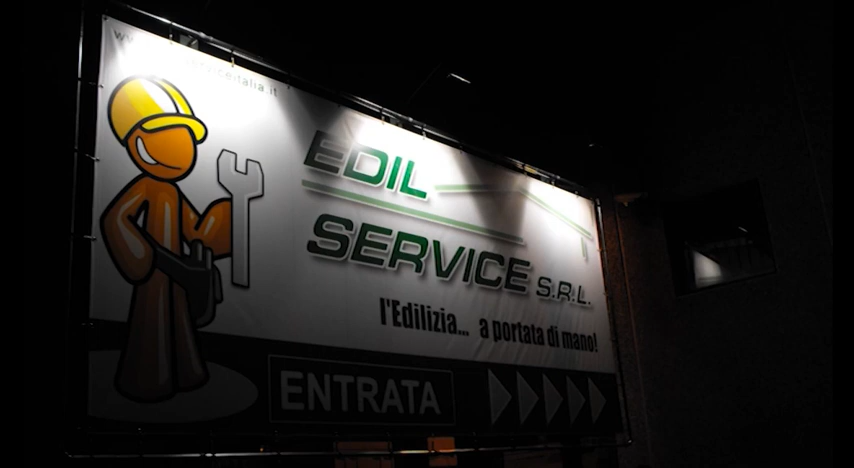 EDIL
SERVICE S.R.L.
l'Edilizia... a portata di mano!
ENTRATA